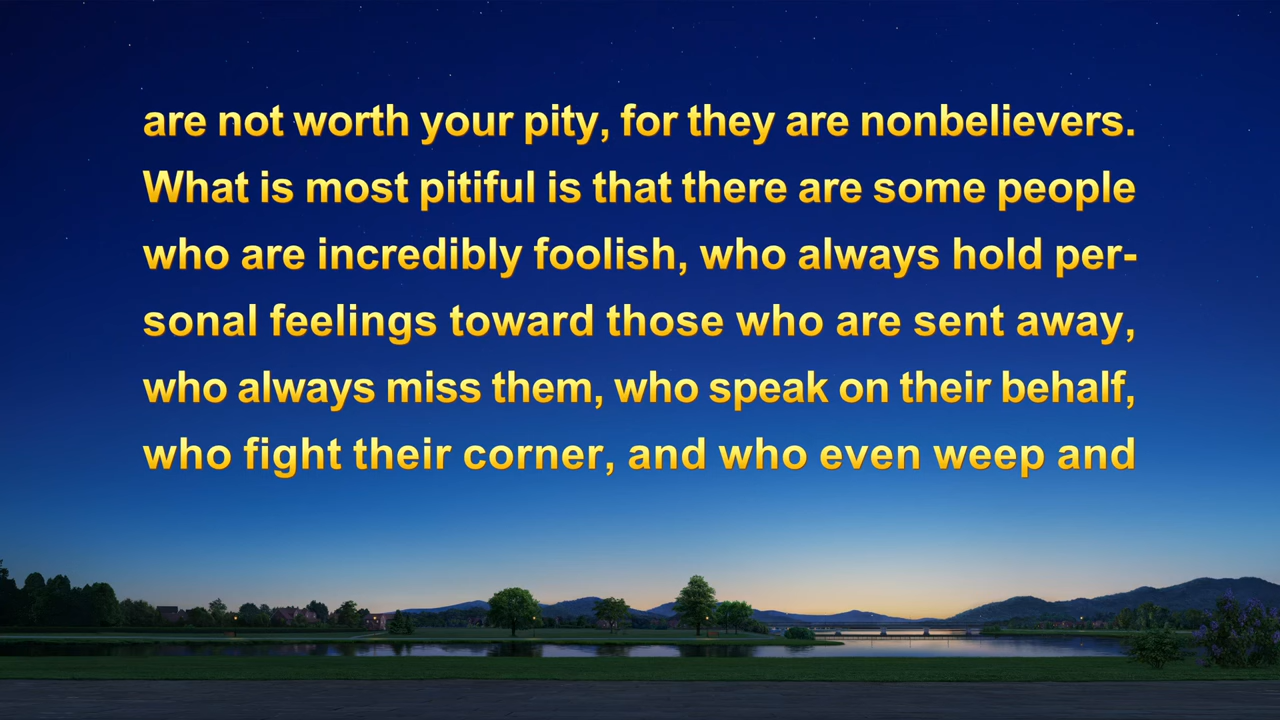 are not worth your pity, for they are nonbelievers.
What is most pitiful is that there are some people
who are incredibly foolish, who always hold per-
sonal feelings toward those who are sent away,
who always miss them, who speak on their behalf,
who fight their corner, and who even weep and